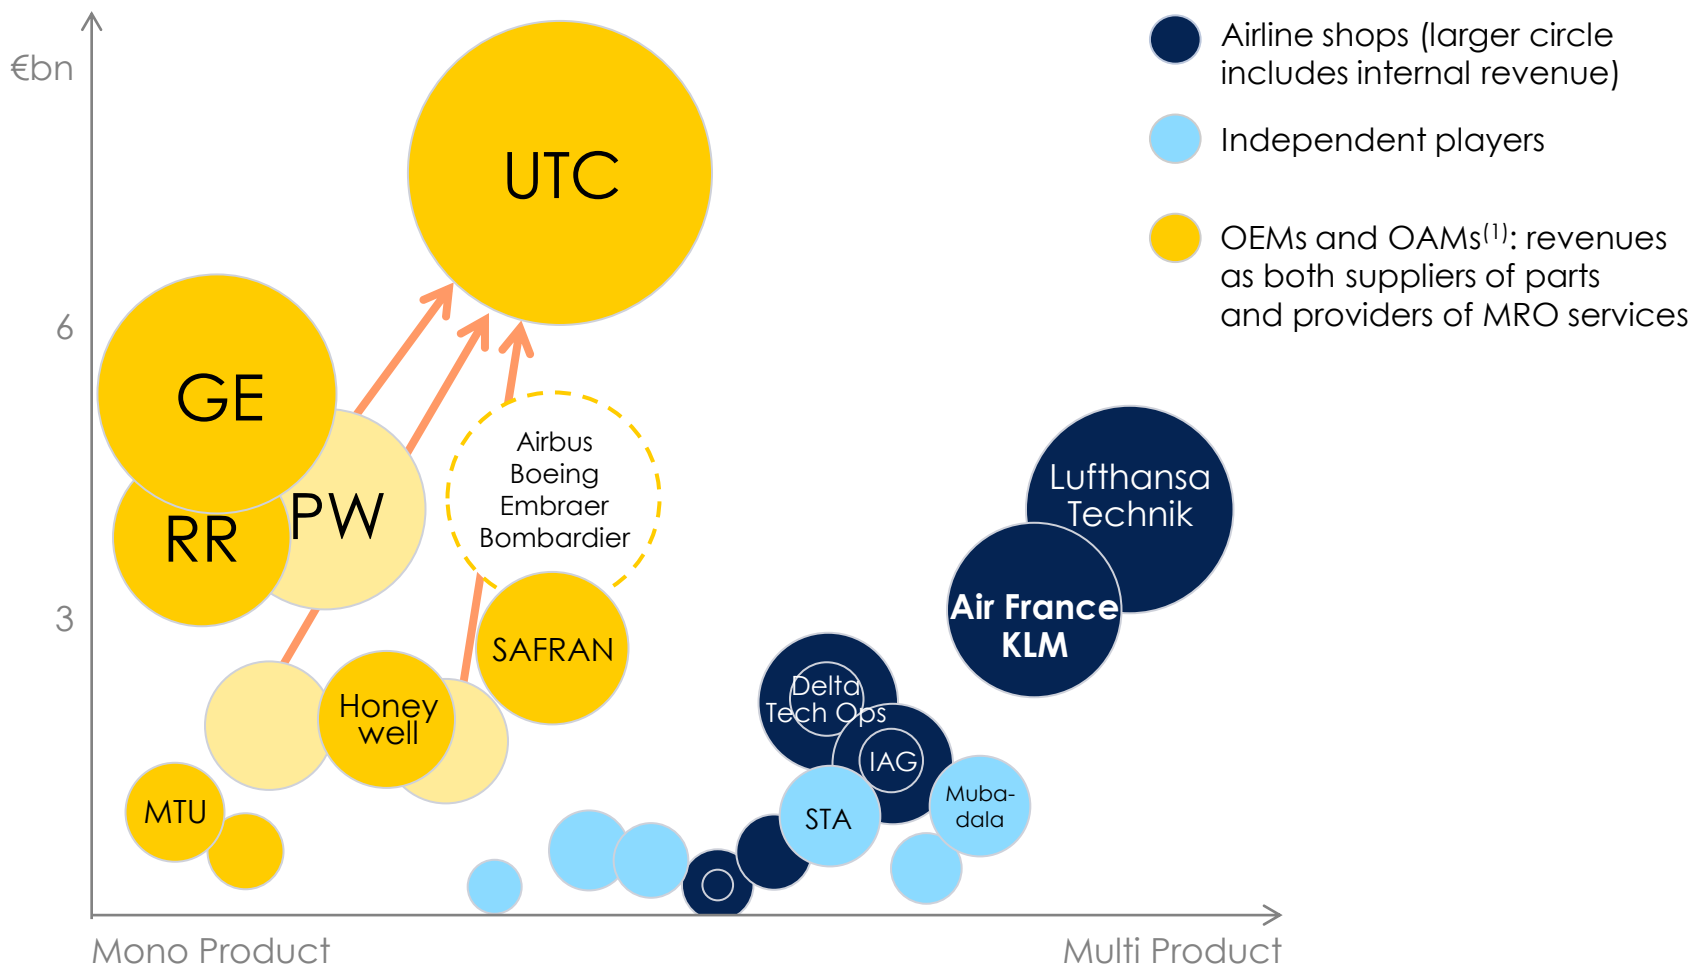 €bn
6
3
Airline shops (larger circle
includes internal revenue)
Independent players
OEMs and OAMs(1): revenues
as both suppliers of parts
and providers of MRO services
UTC
GE
PW
RR
Airbus
Boeing
Embraer
Bombardier
SAFRAN
Honey
well
MTU
Lufthansa
Technik
Air France
KLM
Delta
Tech Ops
IAG
STA
Muba-
dala
Mono Product
Multi Product